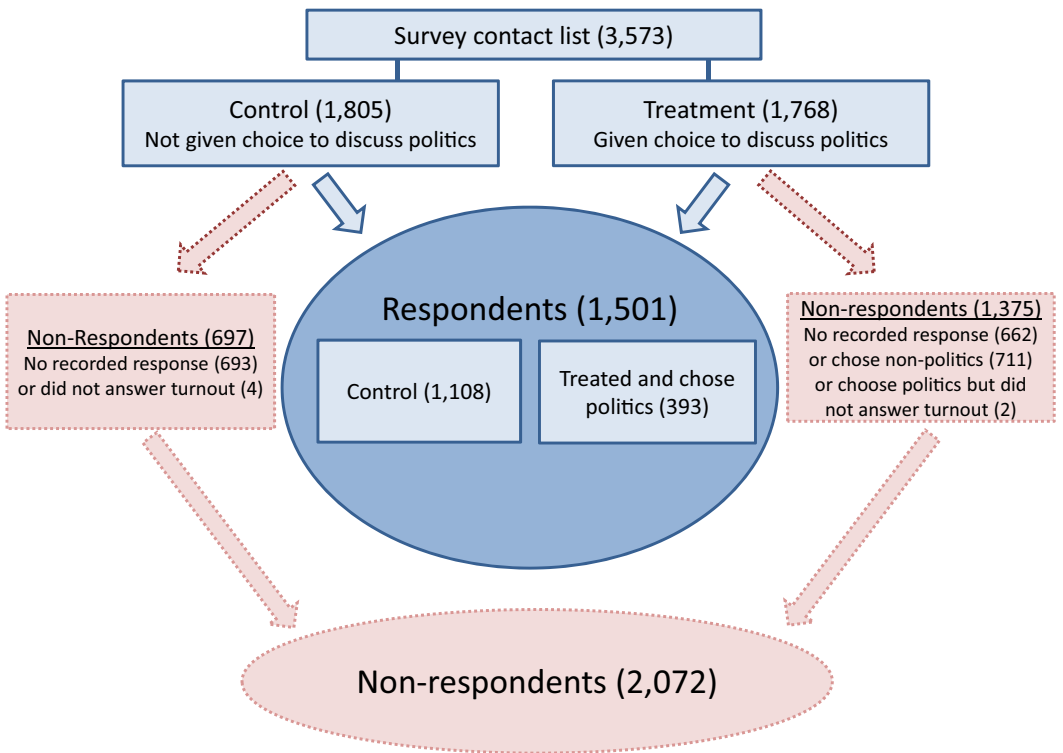 Survey contact list (3,573)
Control (1,805)
Not given choice to discuss politics
Treatment (1,768)
Given choice to discuss politics
Respondents (1,501)
Non-Respondents (697)
No recorded response (693)
or did not answer turnout (4)
Control (1,108)
Treated and chose
politics (393)
Non-respondents (1,375)
No recorded response (662)
or chose non-politics (711)
or choose politics but did
not answer turnout (2)
Non-respondents (2,072)